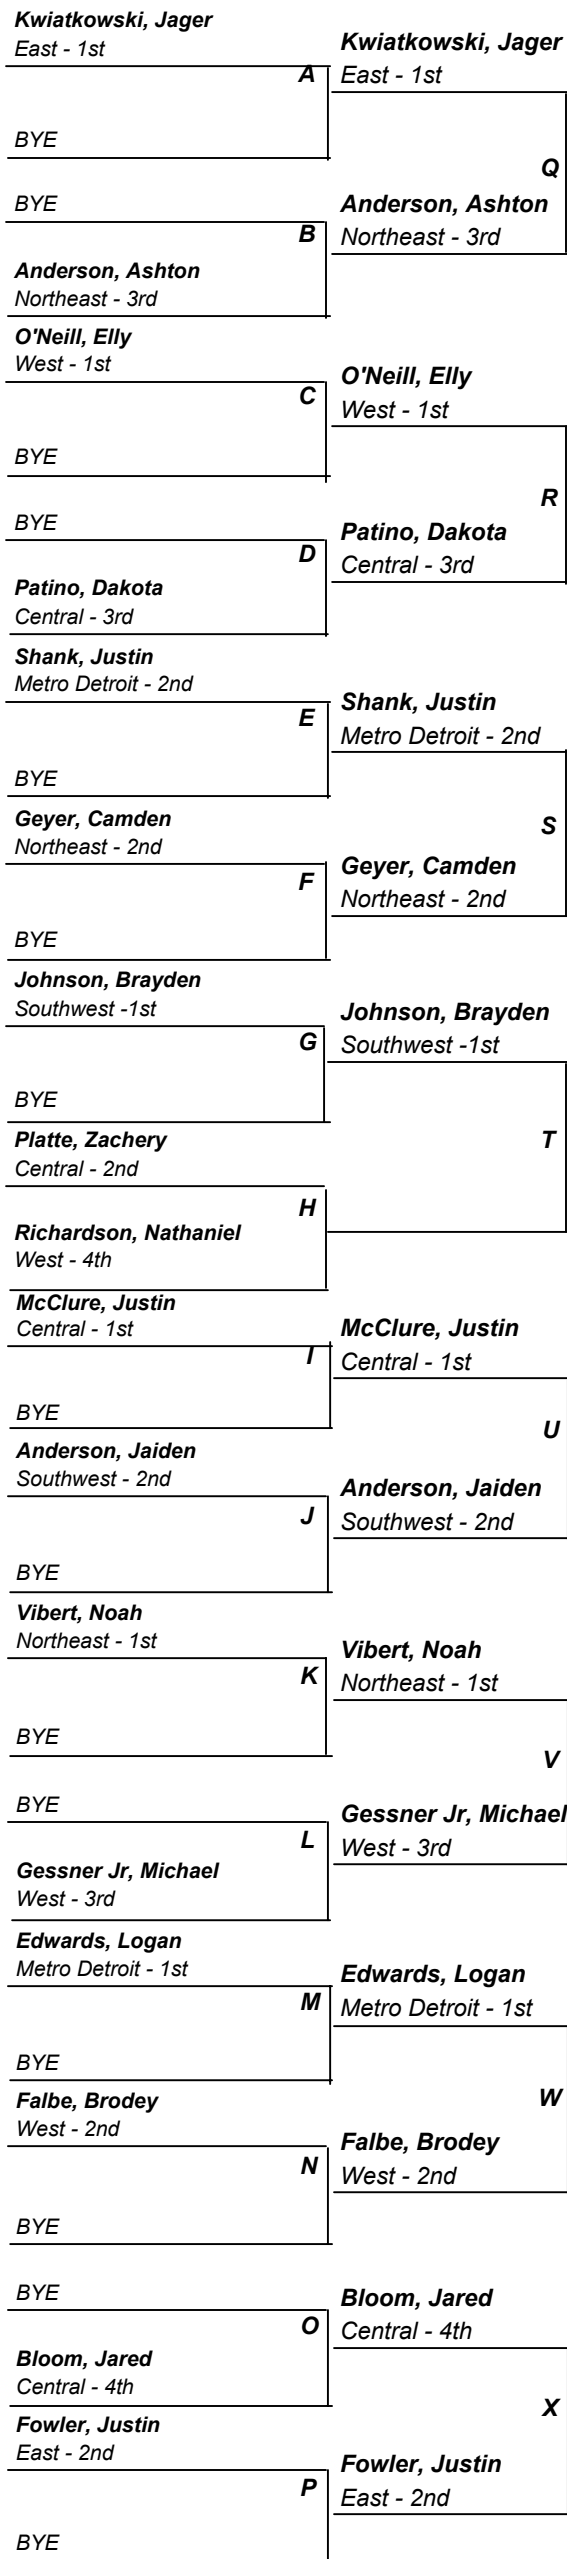 Kwiatkowski, Jager
East - 1st
A
BYE
BYE
B
Anderson, Ashton
Northeast - 3rd
O'Neill, Elly
West - 1st
C
BYE
BYE
D
Patino, Dakota
Central - 3rd
Shank, Justin
Metro Detroit - 2nd
E
BYE
Geyer, Camden
Northeast - 2nd
F
BYE
Johnson, Brayden
Southwest -1st
G
BYE
Platte, Zachery
Central - 2nd
H
Richardson, Nathaniel
West - 4th
McClure, Justin
Central - 1st
I
BYE
Anderson, Jaiden
Southwest - 2nd
J
BYE
Vibert, Noah
Northeast - 1st
K
BYE
BYE
L
Gessner Jr, Michael
West - 3rd
Edwards, Logan
Metro Detroit - 1st
M
BYE
Falbe, Brodey
West - 2nd
N
BYE
BYE
O
Bloom, Jared
Central - 4th
Fowler, Justin
East - 2nd
P
BYE
Kwiatkowski, Jager
East - 1st
Q
Anderson, Ashton
Northeast - 3rd
O'Neill, Elly
West - 1st
R
Patino, Dakota
Central - 3rd
Shank, Justin
Metro Detroit - 2nd
S
Geyer, Camden
Northeast - 2nd
Johnson, Brayden
Southwest -1st
T
McClure, Justin
Central - 1st
U
Anderson, Jaiden
Southwest - 2nd
Vibert, Noah
Northeast - 1st
V
Gessner Jr, Michael
West - 3rd
Edwards, Logan
Metro Detroit - 1st
W
Falbe, Brodey
West - 2nd
Bloom, Jared
Central - 4th
X
Fowler, Justin
East - 2nd